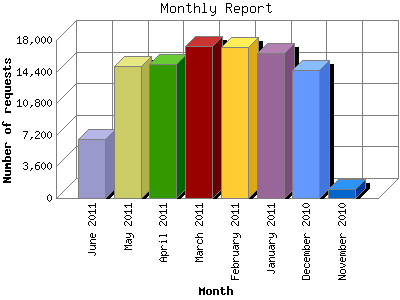 Monthly Report
Number of requests
18,000
14,400
10,800
7,200
3,600
0
June 2011
May 2011
April 2011
March 2011
February 2011
January 2011
December 2010
November 2010
Month